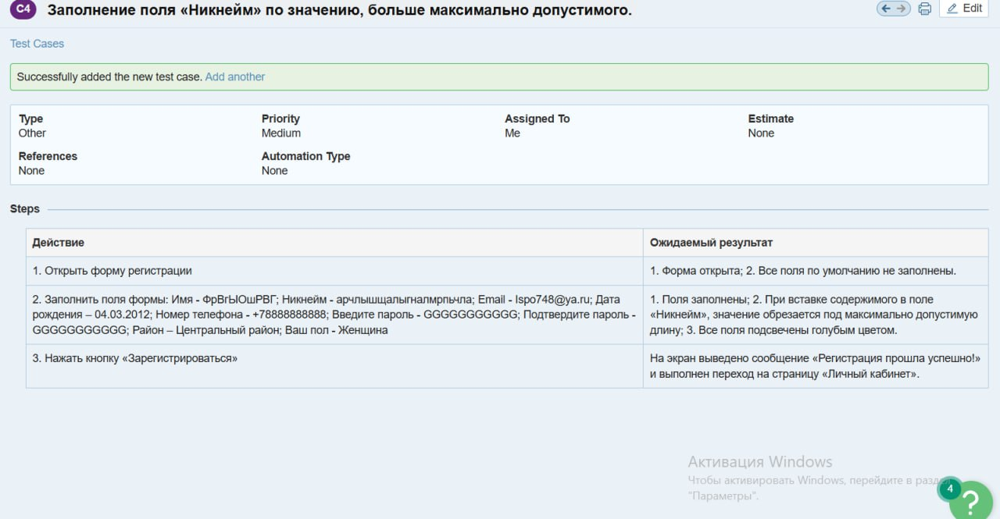 C4 Заполнение поля «Никнейм» по значению, больше максимально допустимого.
Edit
Test Cases
Successfully added the new test case. Add another
Type Priority Assigned To Estimate
Other Medium Me None
References Automation Type
None None
Steps
Действие Ожидаемый результат
1. Открыть форму регистрации 1. Форма открыта; 2. Все поля по умолчанию не заполнены.
2. Заполнить поля формы: Имя - ФрВгЫОшРВГ; Никнейм - арчлышщалыгналмрпьчла; Email - Ispo748@ya.ru; Дата
рождения – 04.03.2012; Номер телефона - +78888888888; Введите пароль - GGGGGGGGGGG; Подтвердите пароль -
GGGGGGGGGGG; Район – Центральный район; Ваш пол - Женщина
1. Поля заполнены; 2. При вставке содержимого в поле
«Никнейм», значение обрезается под максимально допустимую
длину; 3. Все поля подсвечены голубым цветом.
3. Нажать кнопку «Зарегистрироваться»
На экран выведено сообщение «Регистрация прошла успешно!»
и выполнен переход на страницу «Личный кабинет».
Активация Windows
Чтобы активировать Windows, перейдите в
"Параметры".
4
?